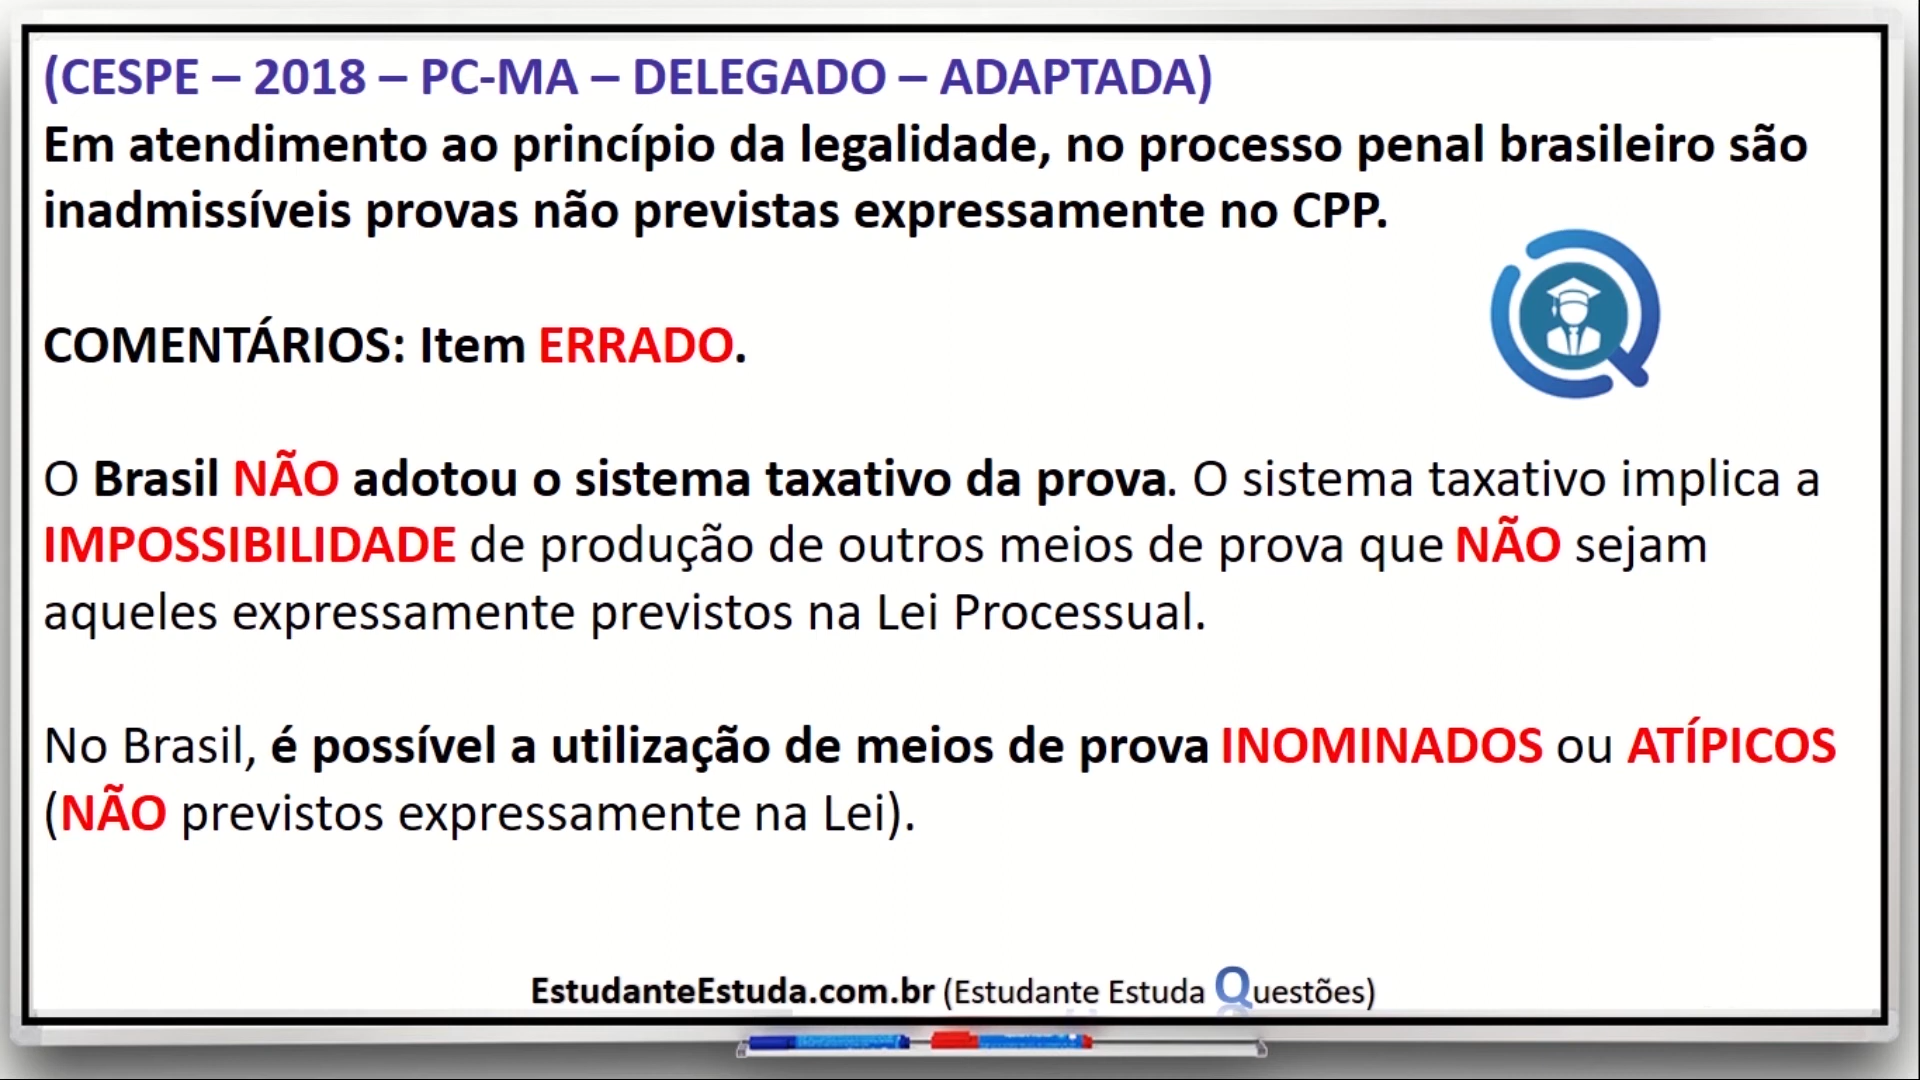 (CESPE – 2018 – PC-MA – DELEGADO – ADAPTADA)
Em atendimento ao princípio da legalidade, no processo penal brasileiro são
inadmissíveis provas não previstas expressamente no CPP.
COMENTÁRIOS: Item ERRADO.
O Brasil NÃO adotou o sistema taxativo da prova. O sistema taxativo implica a
IMPOSSIBILIDADE de produção de outros meios de prova que NÃO sejam
aqueles expressamente previstos na Lei Processual.
No Brasil, é possível a utilização de meios de prova INOMINADOS ou ATÍPICOS
(NÃO previstos expressamente na Lei).
EstudanteEstuda.com.br (Estudante Estuda Questões)